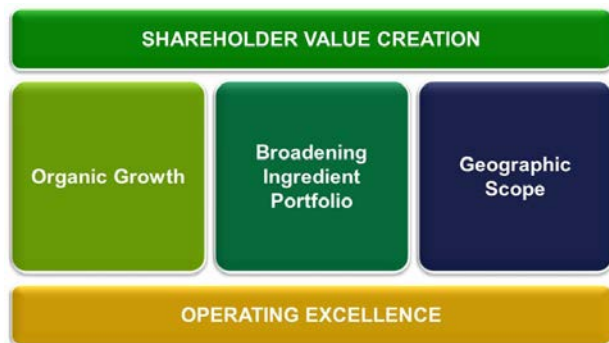 SHAREHOLDER VALUE CREATION
Organic Growth
Broadening
Ingredient
Portfolio
Geographic
Scope
OPERATING EXCELLENCE